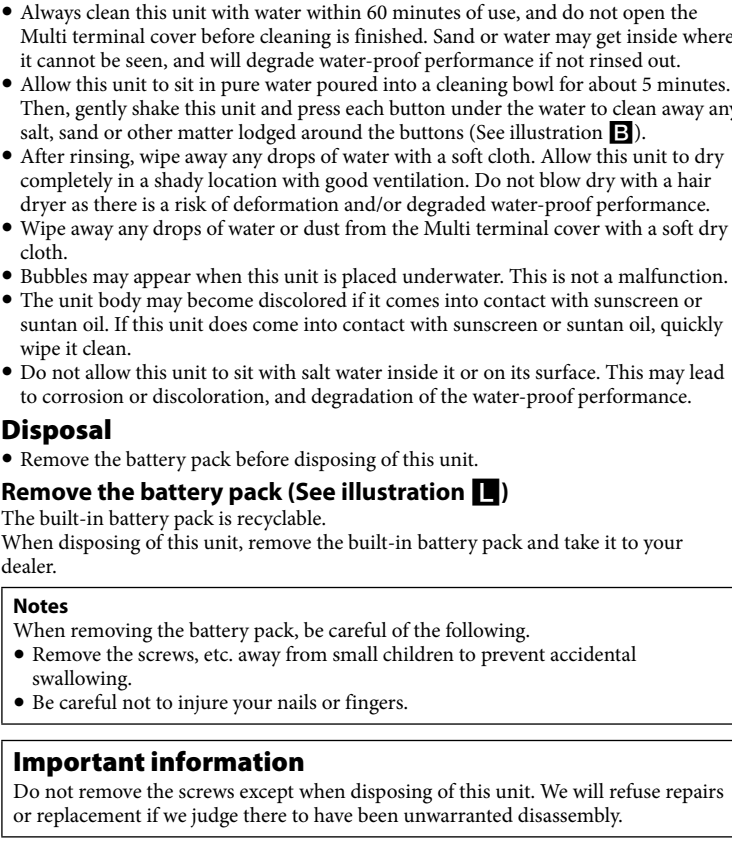 • Always clean this unit with water within 60 minutes of use, and do not open the
Multi terminal cover before cleaning is finished. Sand or water may get inside where
it cannot be seen, and will degrade water-proof performance if not rinsed out.
• Allow this unit to sit in pure water poured into a cleaning bowl for about 5 minutes.
Then, gently shake this unit and press each button under the water to clean away any
salt, sand or other matter lodged around the buttons (See illustration B).
• After rinsing, wipe away any drops of water with a soft cloth. Allow this unit to dry
completely in a shady location with good ventilation. Do not blow dry with a hair
dryer as there is a risk of deformation and/or degraded water-proof performance.
• Wipe away any drops of water or dust from the Multi terminal cover with a soft dry
cloth.
• Bubbles may appear when this unit is placed underwater. This is not a malfunction.
• The unit body may become discolored if it comes into contact with sunscreen or
suntan oil. If this unit does come into contact with sunscreen or suntan oil, quickly
wipe it clean.
• Do not allow this unit to sit with salt water inside it or on its surface. This may lead
to corrosion or discoloration, and degradation of the water-proof performance.
Disposal
• Remove the battery pack before disposing of this unit.
Remove the battery pack (See illustration L)
The built-in battery pack is recyclable.
When disposing of this unit, remove the built-in battery pack and take it to your
dealer.
Notes
When removing the battery pack, be careful of the following.
• Remove the screws, etc. away from small children to prevent accidental
swallowing.
• Be careful not to injure your nails or fingers.
Important information
Do not remove the screws except when disposing of this unit. We will refuse repairs
or replacement if we judge there to have been unwarranted disassembly.